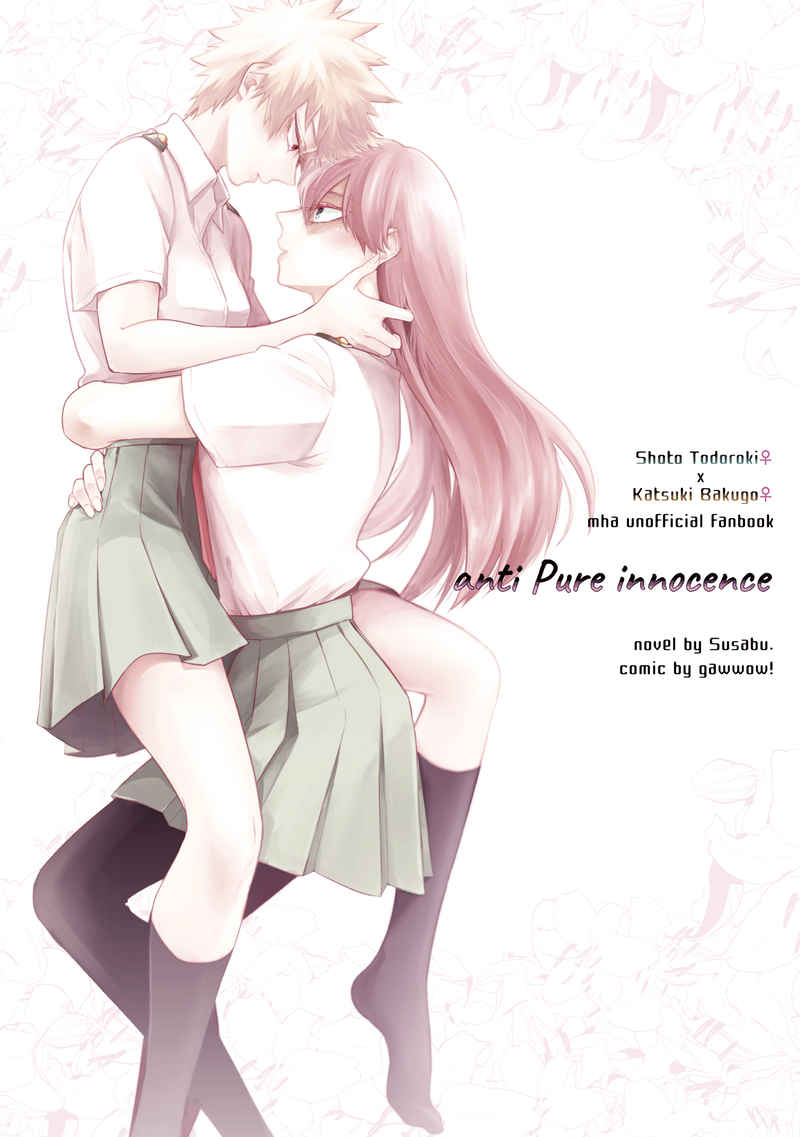 Shoto Todoroki♀
x
Katsuki Bakugo♀
mha unofficial fanbook
anti Pure innocence
novel by Susabu.
comic by gawwow!